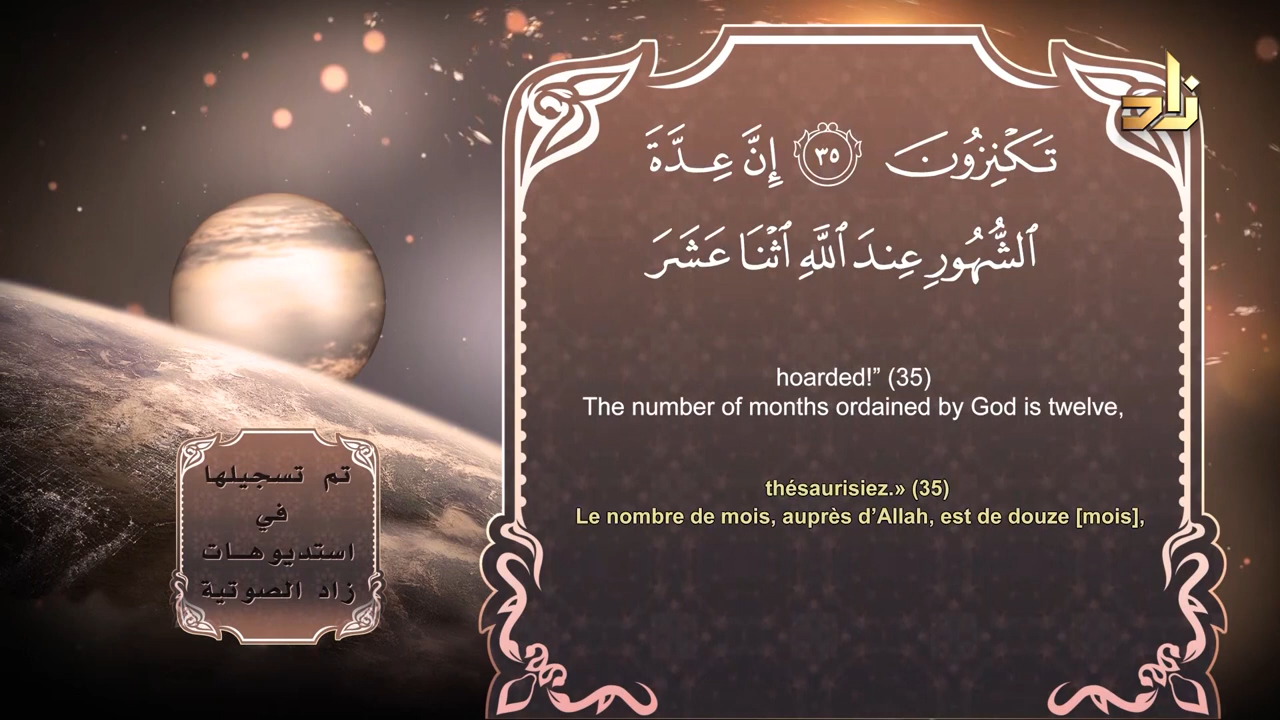 زاد
تَكْنِزُونَ ٣٥ إِنَّ عِدَّةَ
ٱلشُّهُورِ عِندَ ٱللَّهِ ٱثْنَا عَشَرَ
hoarded!” (35)
The number of months ordained by God is twelve,
thésaurisiez.» (35)
Le nombre de mois, auprès d’Allah, est de douze [mois],
تم تسجيلها
في
استديوهات
زاد الصوتية